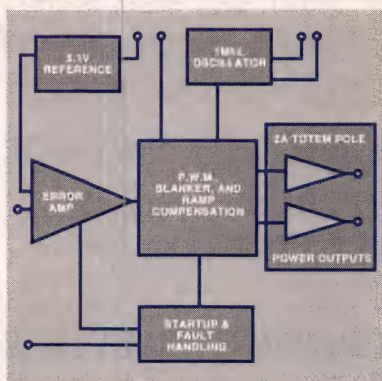 5.1V
REFERENCE
1MHZ
OSCILLATOR
2A TOTEM POLE
P.W.M.
BLANKER, AND
RAMP
COMPENSATION
ERROR
AMP
POWER OUTPUTS
STARTUP &
FAULT
HANDLING